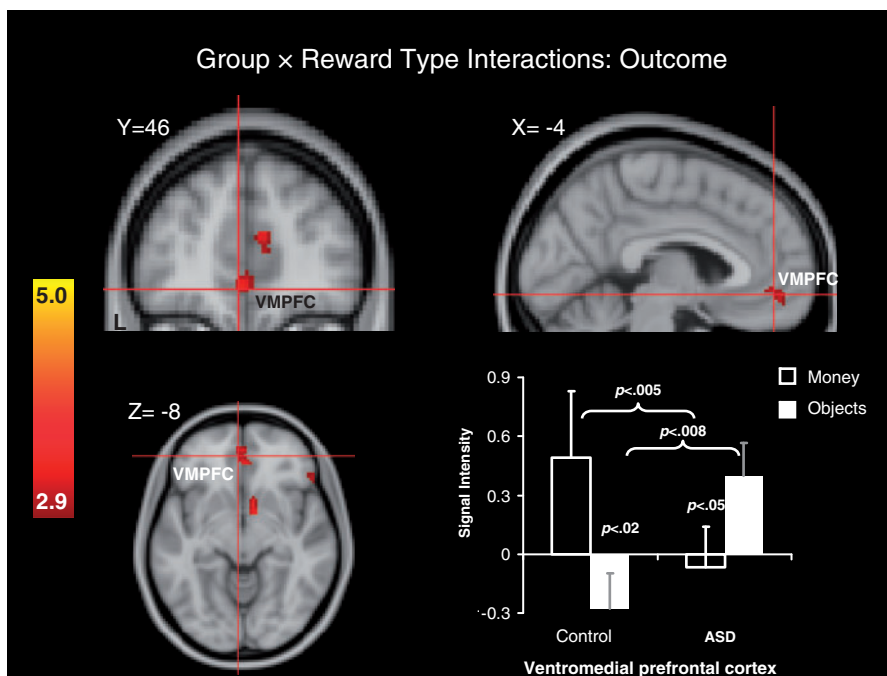 Group × Reward Type Interactions: Outcome
Y=46
X= -4
VMPFC
VMPFC
L
5.0
2.9
Z= -8
VMPFC
0.9
0.6
0.3
0
-0.3
Signal Intensity
p<.005
p<.008
p<.02
p<.05
Money
Objects
Control
ASD
Ventromedial prefrontal cortex